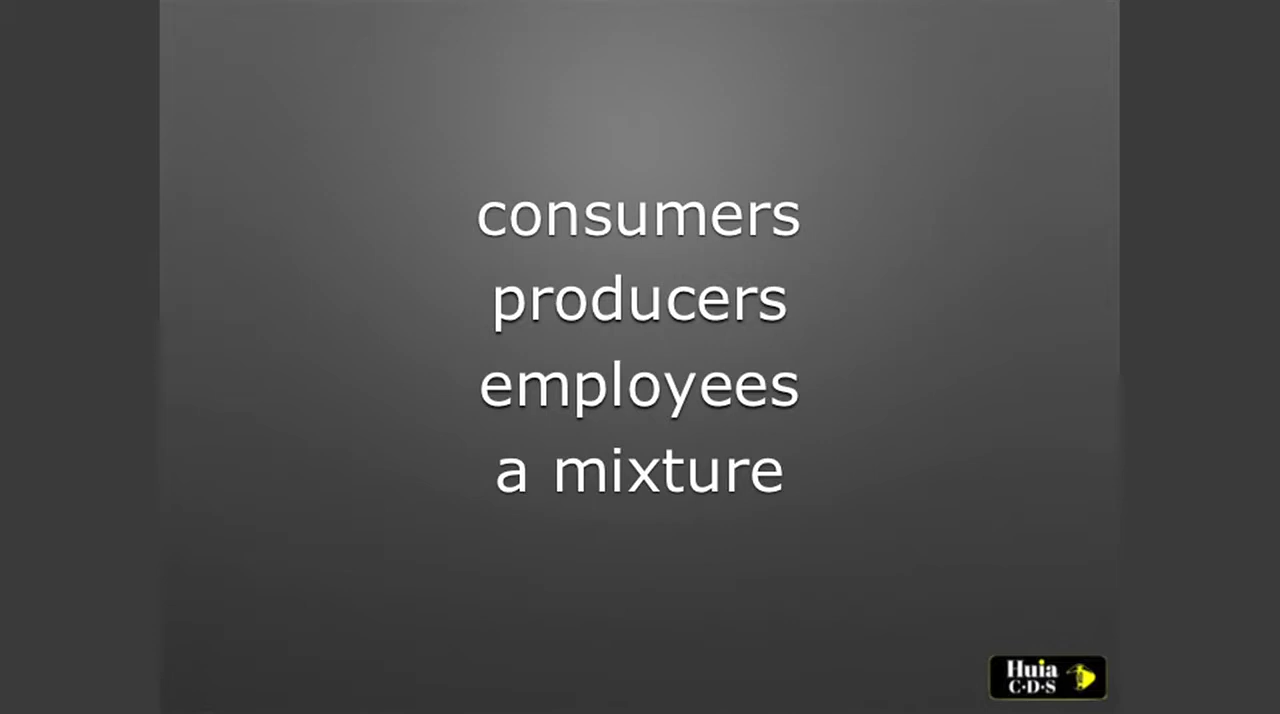 consumers
producers
employees
a mixture
Huia
C·D·S